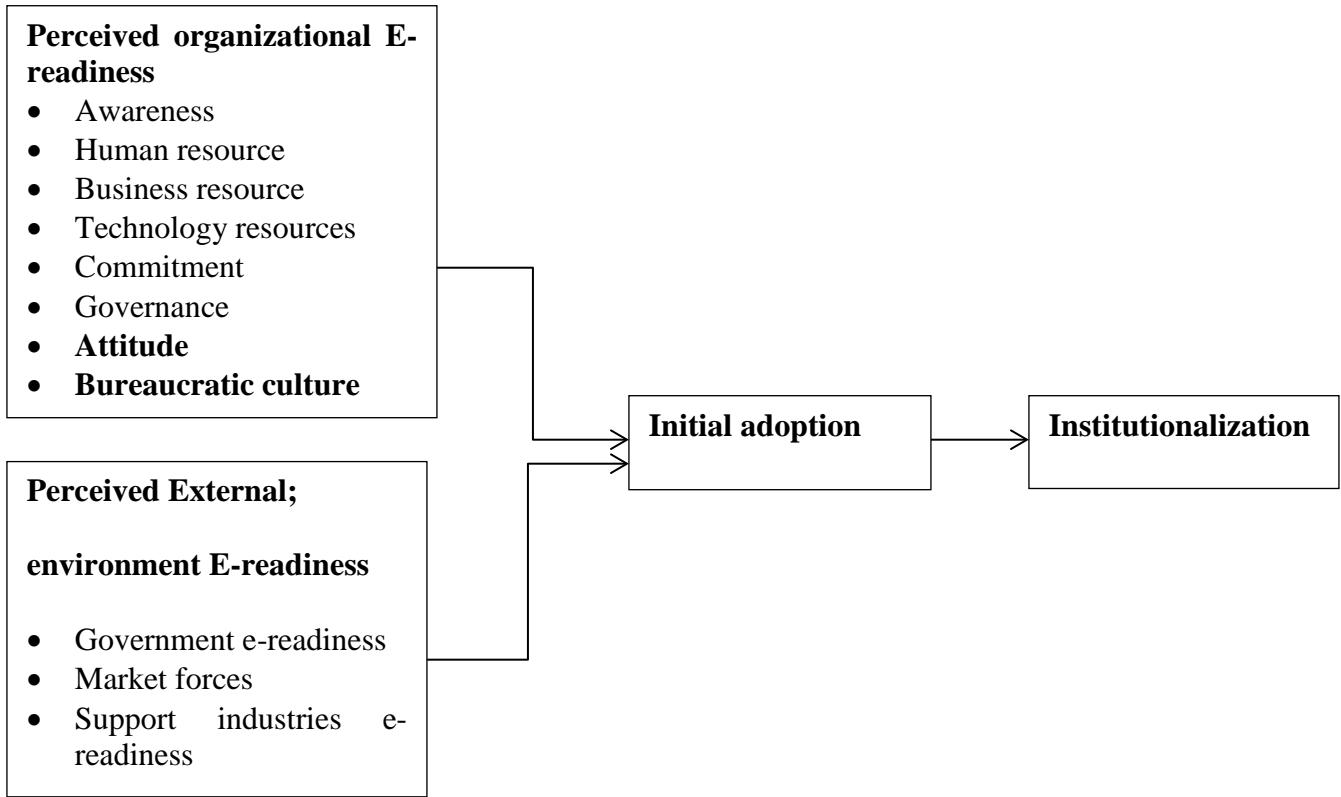 Perceived organizational E-
readiness
• Awareness
• Human resource
• Business resource
• Technology resources
• Commitment
• Governance
• Attitude
• Bureaucratic culture
Perceived External;
environment E-readiness
• Government e-readiness
• Market forces
• Support industries e-
readiness
Initial adoption
Institutionalization